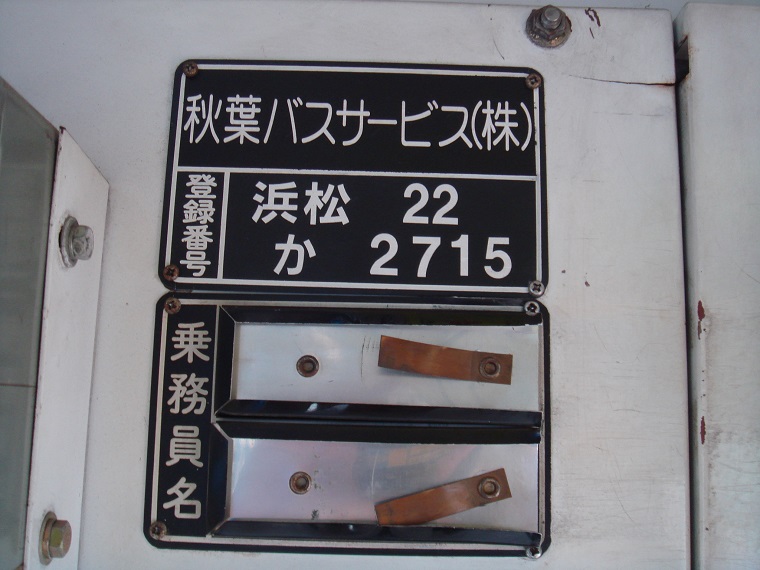 秋葉バスサービス(株)
登録番号
浜松 22
か 2715
乗務員名